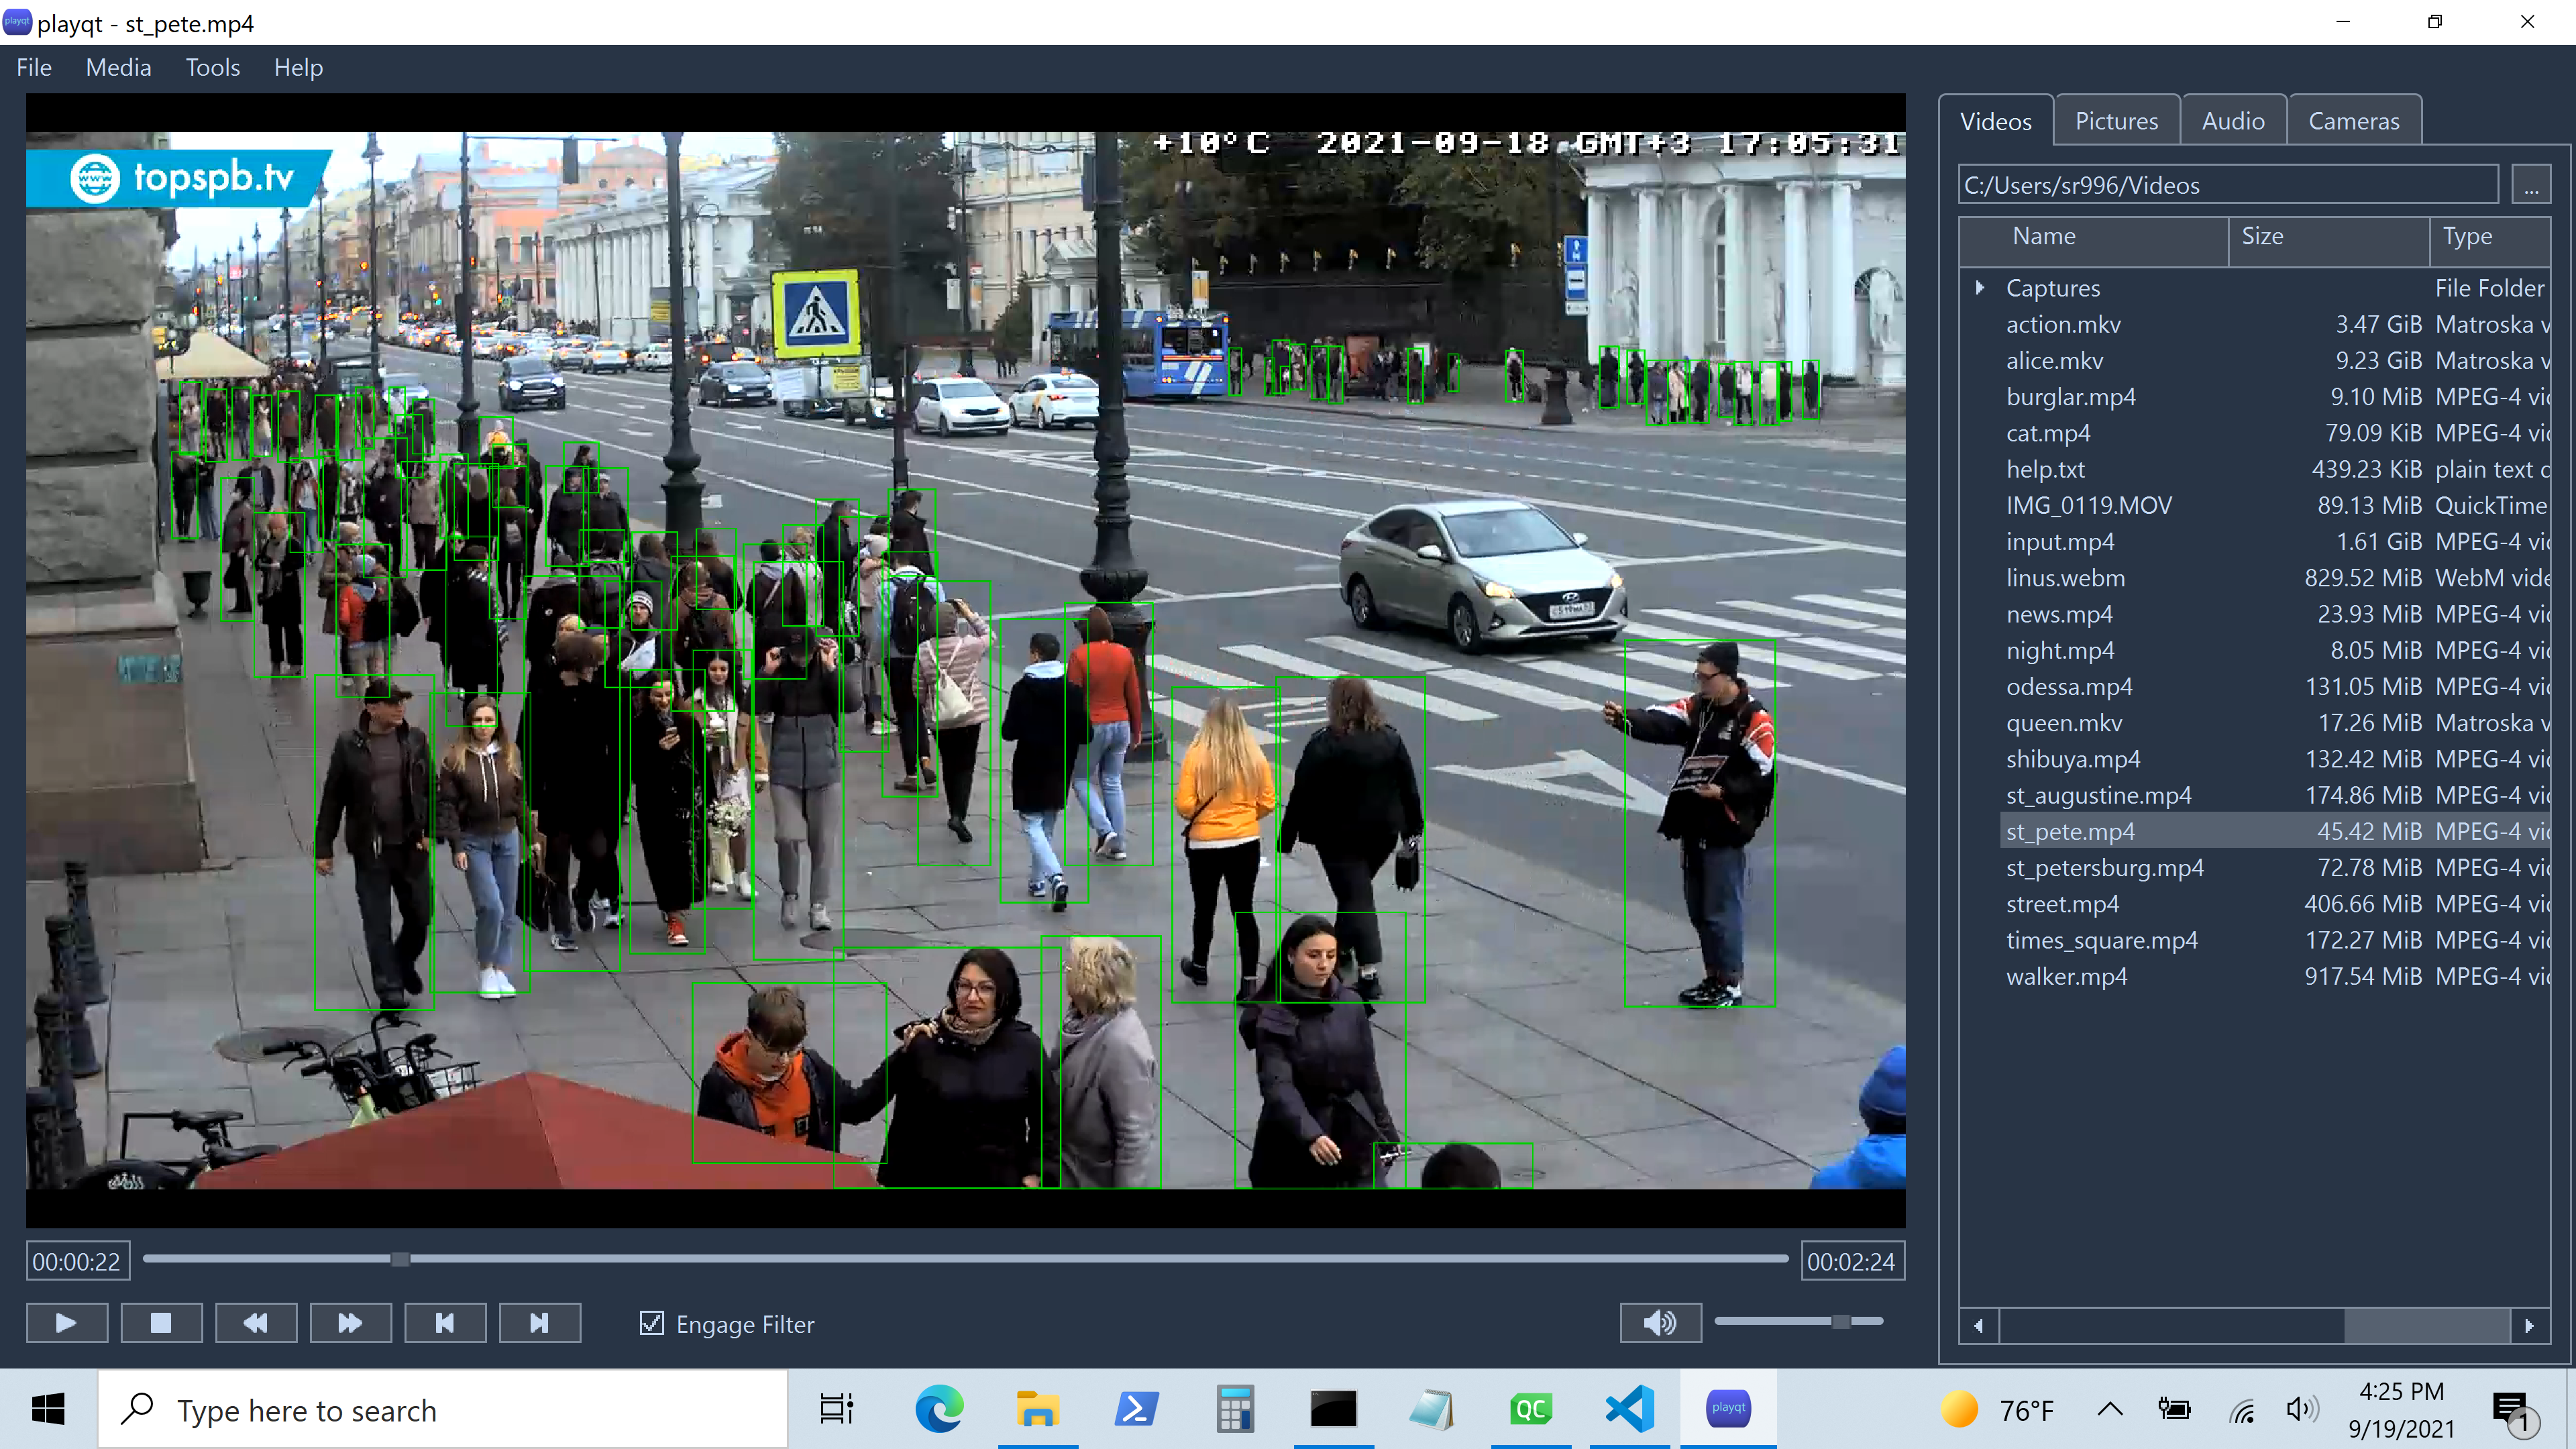 playqt
playqt - st_pete.mp4
File Media Tools Help
topspb.tv
+10°C 2021-09-18 GMT+3 17:05:31
00:00:22
00:02:24
Engage Filter
Videos Pictures Audio Cameras
C:/Users/sr996/Videos
...
Name Size Type
Captures File Folder
action.mkv 3.47 GiB Matroska v
alice.mkv 9.23 GiB Matroska v
burglar.mp4 9.10 MiB MPEG-4 vi
cat.mp4 79.09 KiB MPEG-4 vi
help.txt 439.23 KiB plain text
IMG_0119.MOV 89.13 MiB QuickTime
input.mp4 1.61 GiB MPEG-4 vi
linus.webm 829.52 MiB WebM vid
news.mp4 23.93 MiB MPEG-4 vi
night.mp4 8.05 MiB MPEG-4 vi
odessa.mp4 131.05 MiB MPEG-4 vi
queen.mkv 17.26 MiB Matroska v
shibuya.mp4 132.42 MiB MPEG-4 vi
st_augustine.mp4 174.86 MiB MPEG-4 vi
st_pete.mp4 45.42 MiB MPEG-4 vi
st_petersburg.mp4 72.78 MiB MPEG-4 vi
street.mp4 406.66 MiB MPEG-4 vi
times_square.mp4 172.27 MiB MPEG-4 vi
walker.mp4 917.54 MiB MPEG-4 vi
Type here to search
QC
playqt
76°F
4:25 PM
9/19/2021
1